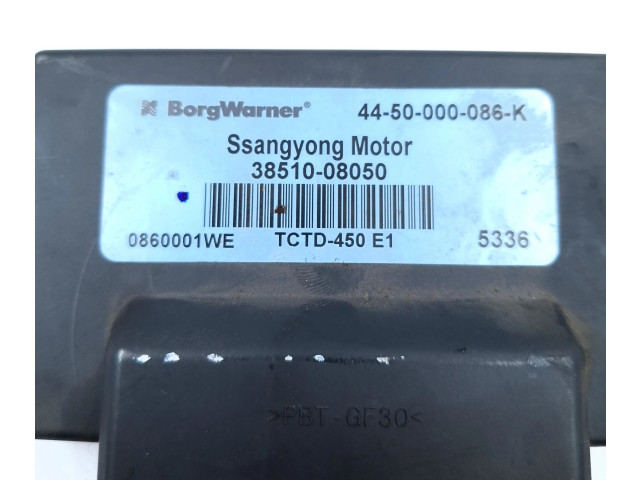 BorgWarner® 44-50-000-086-K
Ssangyong Motor
38510-08050
0860001WE TCTD-450 E1 5336
>PBT-GF30<